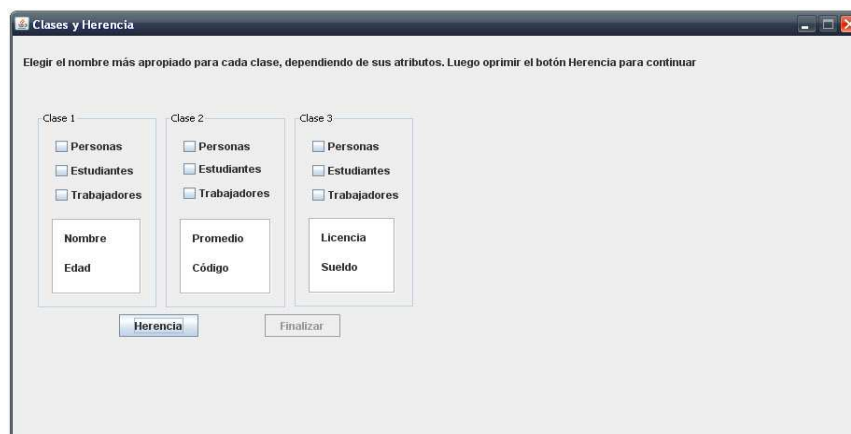 Clases y Herencia
Elegir el nombre más apropiado para cada clase, dependiendo de sus atributos. Luego oprimir el botón Herencia para continuar
Clase 1
Personas
Estudiantes
Trabajadores
Nombre
Edad
Clase 2
Personas
Estudiantes
Trabajadores
Promedio
Código
Clase 3
Personas
Estudiantes
Trabajadores
Licencia
Sueldo
Herencia
Finalizar